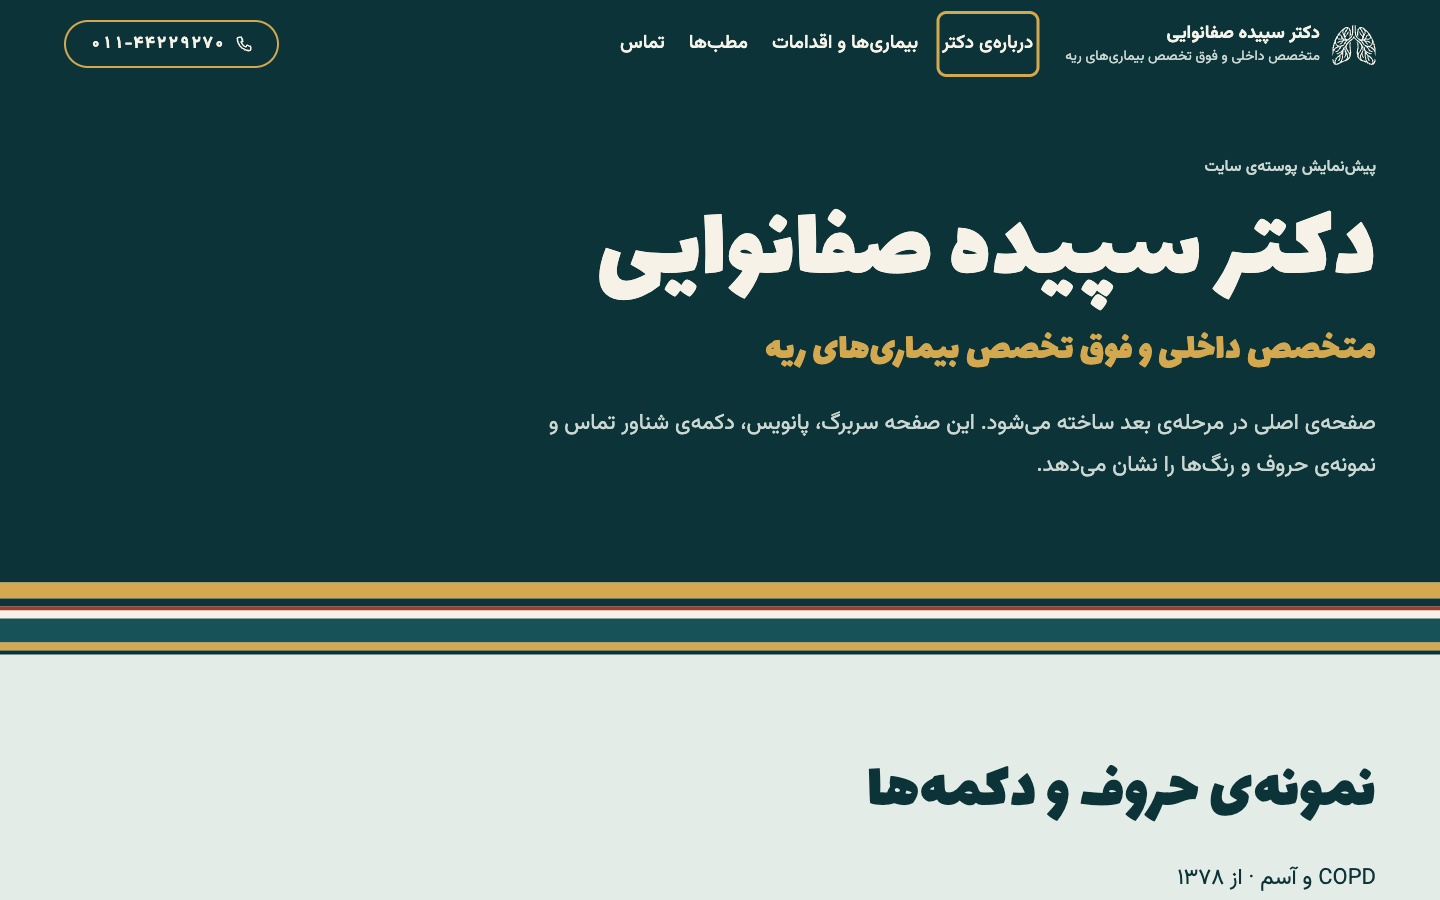 دکتر سپیده صفانوایی
متخصص داخلی و فوق تخصص بیماری‌های ریه
درباره‌ی دکتر
بیماری‌ها و اقدامات
مطب‌ها
تماس
۰۱۱-۴۴۲۲۹۲۷۰
پیش‌نمایش پوسته‌ی سایت
دکتر سپیده صفانوایی
متخصص داخلی و فوق تخصص بیماری‌های ریه
صفحه‌ی اصلی در مرحله‌ی بعد ساخته می‌شود. این صفحه سربرگ، پانویس، دکمه‌ی شناور تماس و
نمونه‌ی حروف و رنگ‌ها را نشان می‌دهد.
نمونه‌ی حروف و دکمه‌ها
COPD و آسم · از ۱۳۷۸